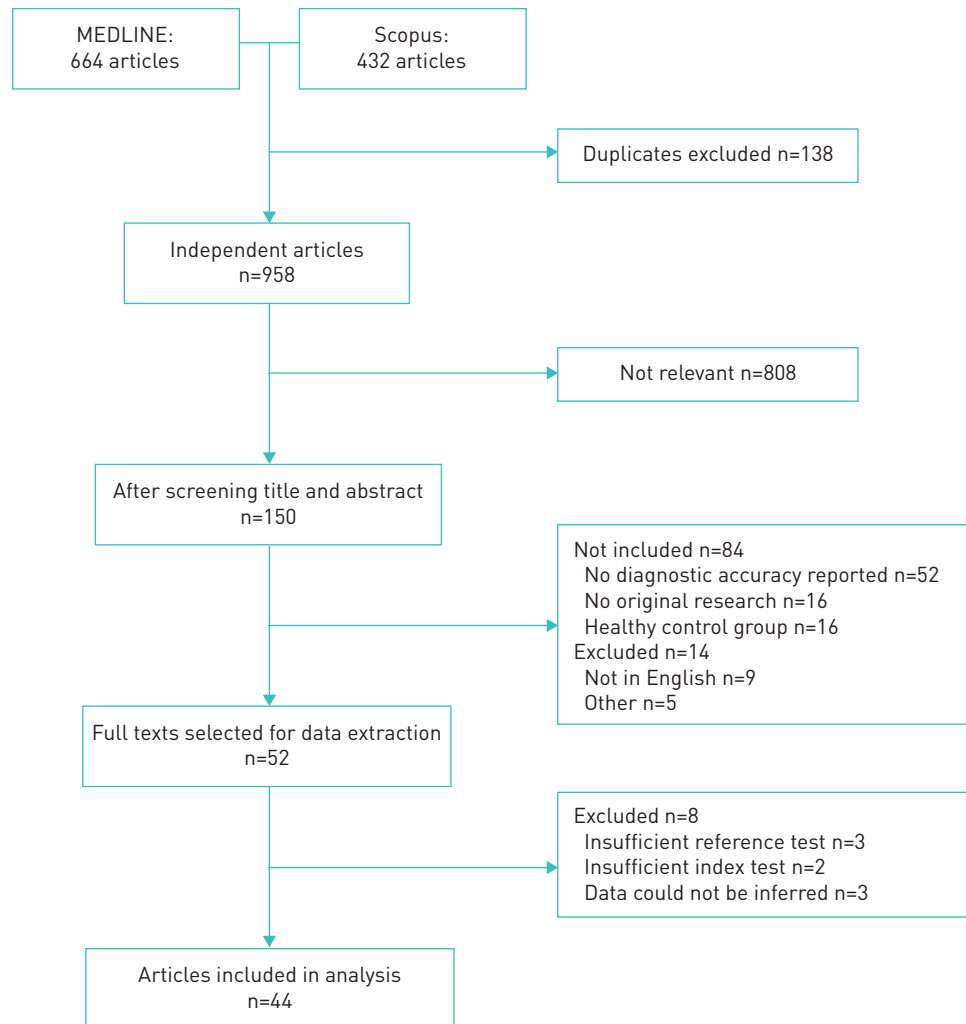 MEDLINE:
664 articles
Scopus:
432 articles
Duplicates excluded n=138
Independent articles
n=958
Not relevant n=808
After screening title and abstract
n=150
Not included n=84
No diagnostic accuracy reported n=52
No original research n=16
Healthy control group n=16
Excluded n=14
Not in English n=9
Other n=5
Full texts selected for data extraction
n=52
Excluded n=8
Insufficient reference test n=3
Insufficient index test n=2
Data could not be inferred n=3
Articles included in analysis
n=44